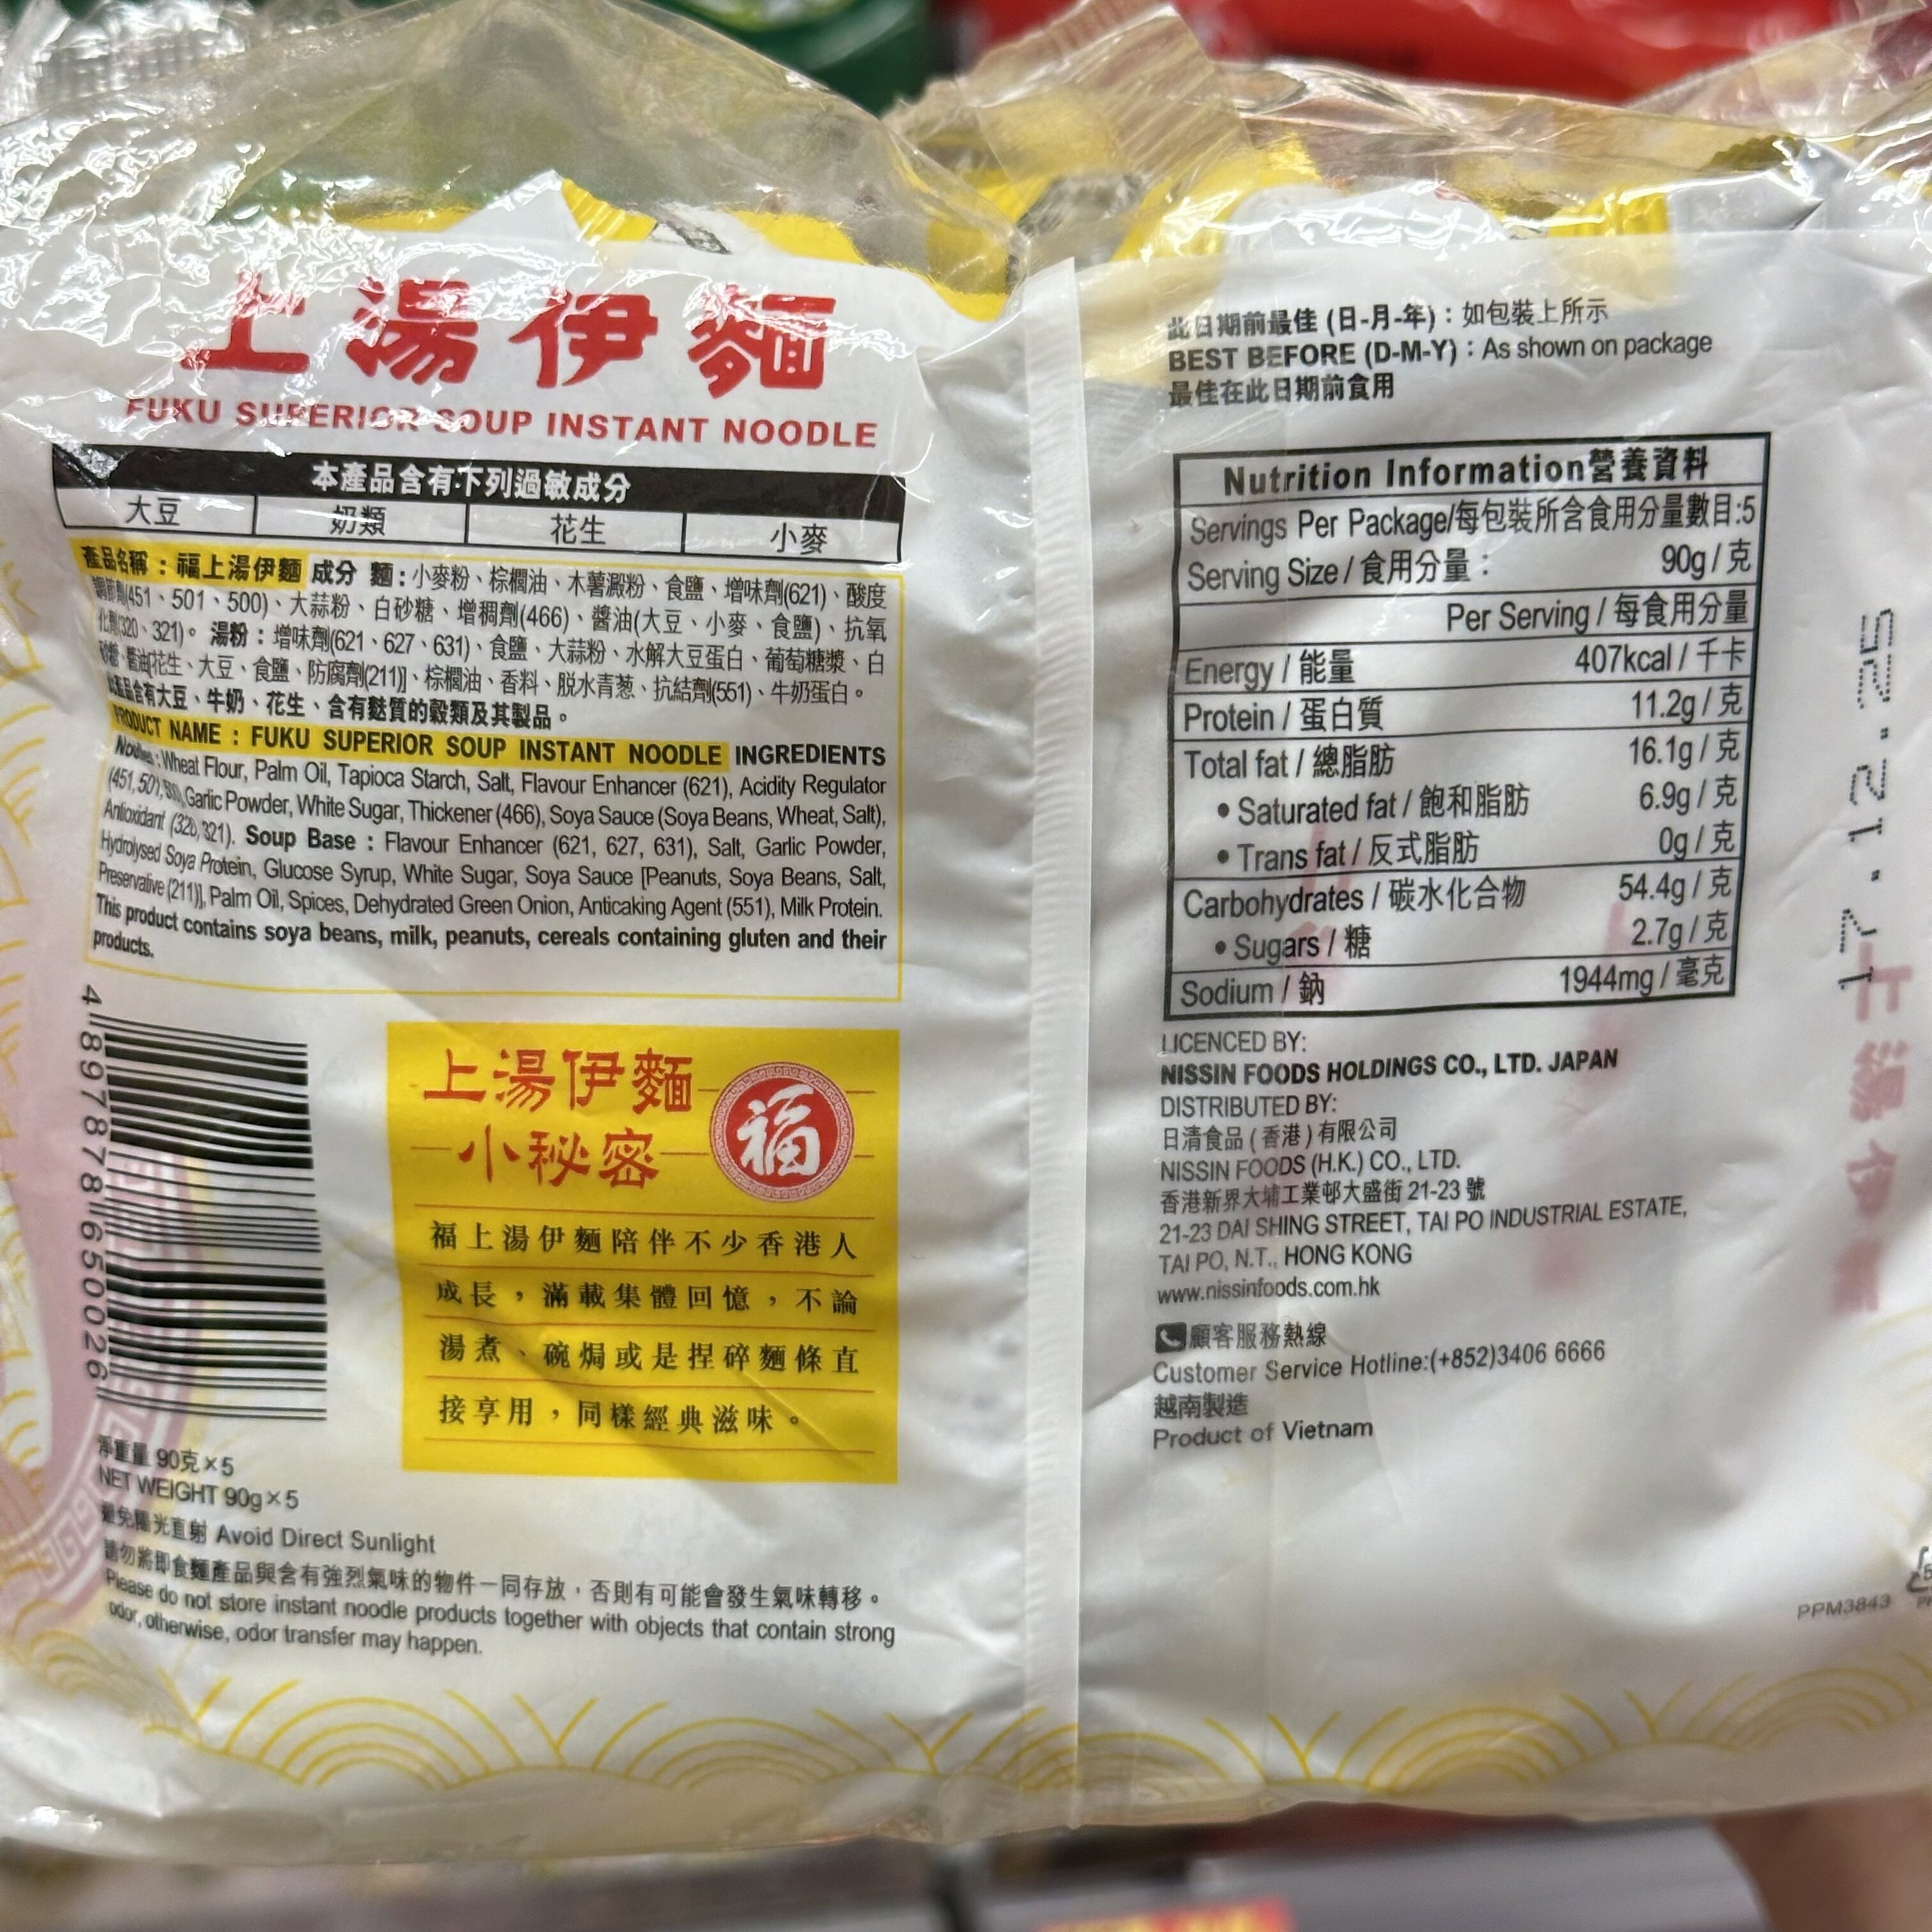 上湯伊麵
FUKU SUPERIOR SOUP INSTANT NOODLE
本產品含有下列過敏成分
大豆 奶類 花生 小麥
產品名稱：福上湯伊麵 成分 麵：小麥粉、棕櫚油、木薯澱粉、食鹽、增味劑(621)、酸度
調節劑(451、501、500)、大蒜粉、白砂糖、增稠劑(466)、醬油(大豆、小麥、食鹽)、抗氧
化劑(320、321)。湯粉：增味劑(621、627、631)、食鹽、大蒜粉、水解大豆蛋白、葡萄糖漿、白
砂糖、醬油[花生、大豆、食鹽、防腐劑(211)]、棕櫚油、香料、脫水青葱、抗結劑(551)、牛奶蛋白。
此產品含有大豆、牛奶、花生、含有麩質的穀類及其製品。
PRODUCT NAME : FUKU SUPERIOR SOUP INSTANT NOODLE INGREDIENTS
Noodles : Wheat Flour, Palm Oil, Tapioca Starch, Salt, Flavour Enhancer (621), Acidity Regulator
(451, 501, 500), Garlic Powder, White Sugar, Thickener (466), Soya Sauce (Soya Beans, Wheat, Salt),
Antioxidant (320, 321). Soup Base : Flavour Enhancer (621, 627, 631), Salt, Garlic Powder,
Hydrolysed Soya Protein, Glucose Syrup, White Sugar, Soya Sauce [Peanuts, Soya Beans, Salt,
Preservative (211)], Palm Oil, Spices, Dehydrated Green Onion, Anticaking Agent (551), Milk Protein.
This product contains soya beans, milk, peanuts, cereals containing gluten and their
products.
4 897878 650026
上湯伊麵
小秘密
福
福上湯伊麵陪伴不少香港人
成長，滿載集體回憶，不論
湯煮、碗焗或是捏碎麵條直
接享用，同樣經典滋味。
淨重量 90克×5
NET WEIGHT 90g×5
避免陽光直射 Avoid Direct Sunlight
請勿將即食麵產品與含有強烈氣味的物件一同存放，否則有可能會發生氣味轉移。
Please do not store instant noodle products together with objects that contain strong
odor, otherwise, odor transfer may happen.
此日期前最佳 (日-月-年)：如包裝上所示
BEST BEFORE (D-M-Y)：As shown on package
最佳在此日期前食用
Nutrition Information營養資料
Servings Per Package/每包裝所含食用分量數目:5
Serving Size / 食用分量： 90g / 克
Per Serving / 每食用分量
Energy / 能量 407kcal / 千卡
Protein / 蛋白質 11.2g / 克
Total fat / 總脂肪 16.1g / 克
• Saturated fat / 飽和脂肪 6.9g / 克
• Trans fat / 反式脂肪 0g / 克
Carbohydrates / 碳水化合物 54.4g / 克
• Sugars / 糖 2.7g / 克
Sodium / 鈉 1944mg / 毫克
LICENCED BY:
NISSIN FOODS HOLDINGS CO., LTD. JAPAN
DISTRIBUTED BY:
日清食品 ( 香港 ) 有限公司
NISSIN FOODS (H.K.) CO., LTD.
香港新界大埔工業邨大盛街 21-23 號
21-23 DAI SHING STREET, TAI PO INDUSTRIAL ESTATE,
TAI PO, N.T., HONG KONG
www.nissinfoods.com.hk
顧客服務熱線
Customer Service Hotline:(+852)3406 6666
越南製造
Product of Vietnam
17.12.25
上湯伊
PPM3843